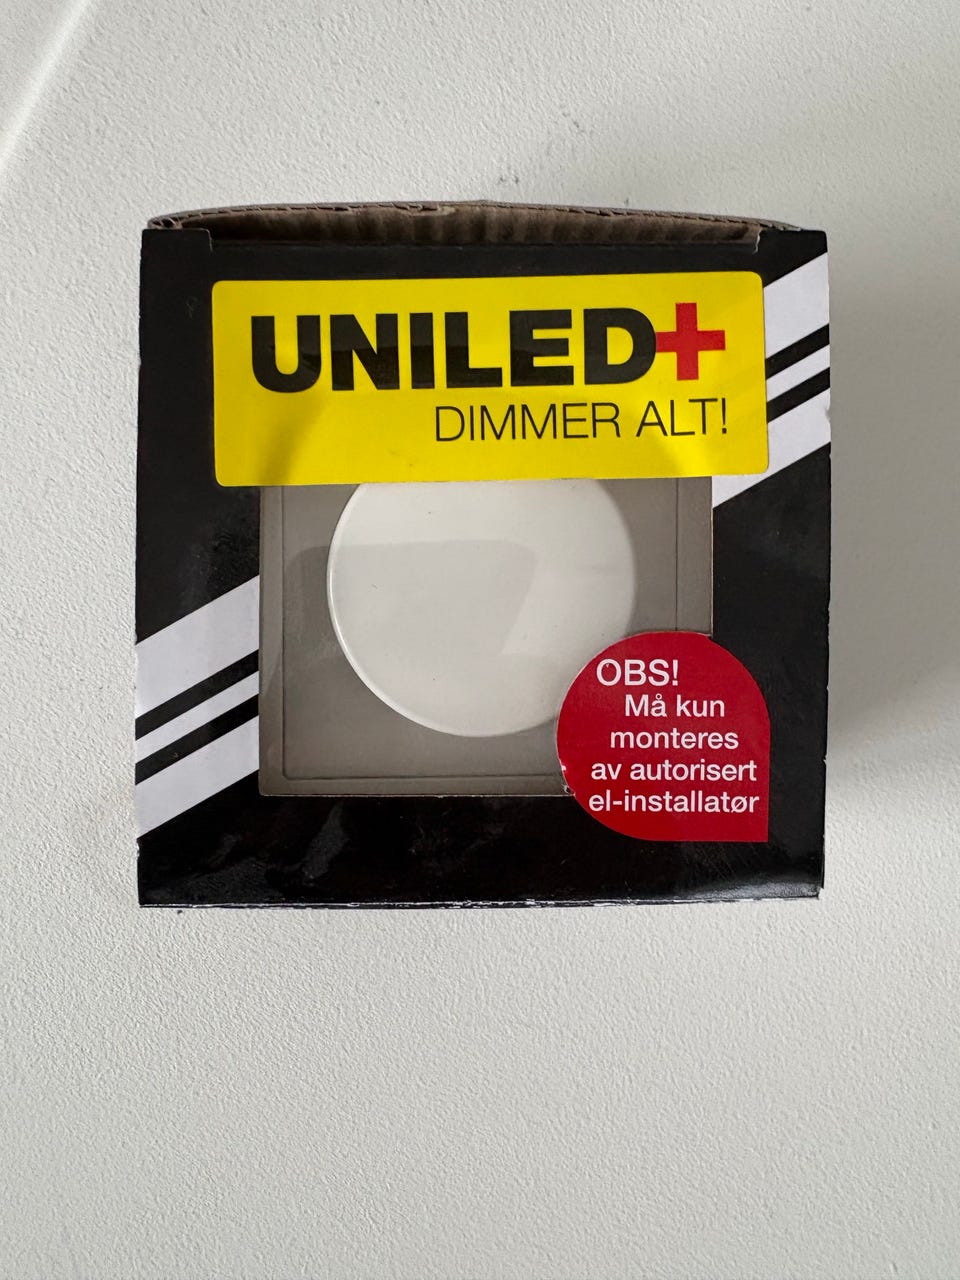 UNILED+
DIMMER ALT!
OBS!
Må kun
monteres
av autorisert
el-installatør